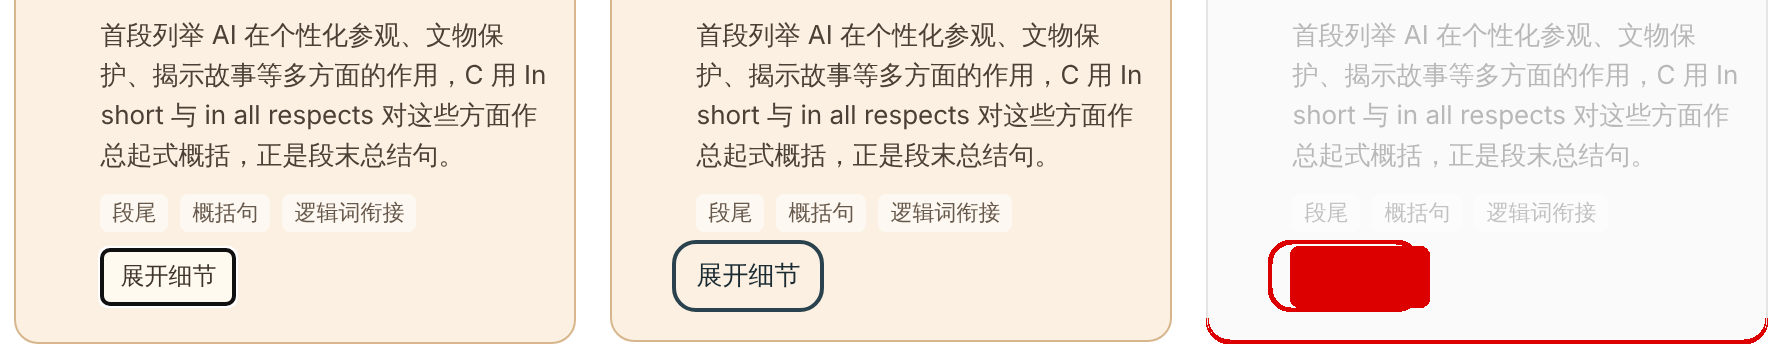 首段列举 AI 在个性化参观、文物保
护、揭示故事等多方面的作用，C 用 In
short 与 in all respects 对这些方面作
总起式概括，正是段末总结句。
段尾 概括句 逻辑词衔接
展开细节
首段列举 AI 在个性化参观、文物保
护、揭示故事等多方面的作用，C 用 In
short 与 in all respects 对这些方面作
总起式概括，正是段末总结句。
段尾 概括句 逻辑词衔接
展开细节
首段列举 AI 在个性化参观、文物保
护、揭示故事等多方面的作用，C 用 In
short 与 in all respects 对这些方面作
总起式概括，正是段末总结句。
段尾 概括句 逻辑词衔接